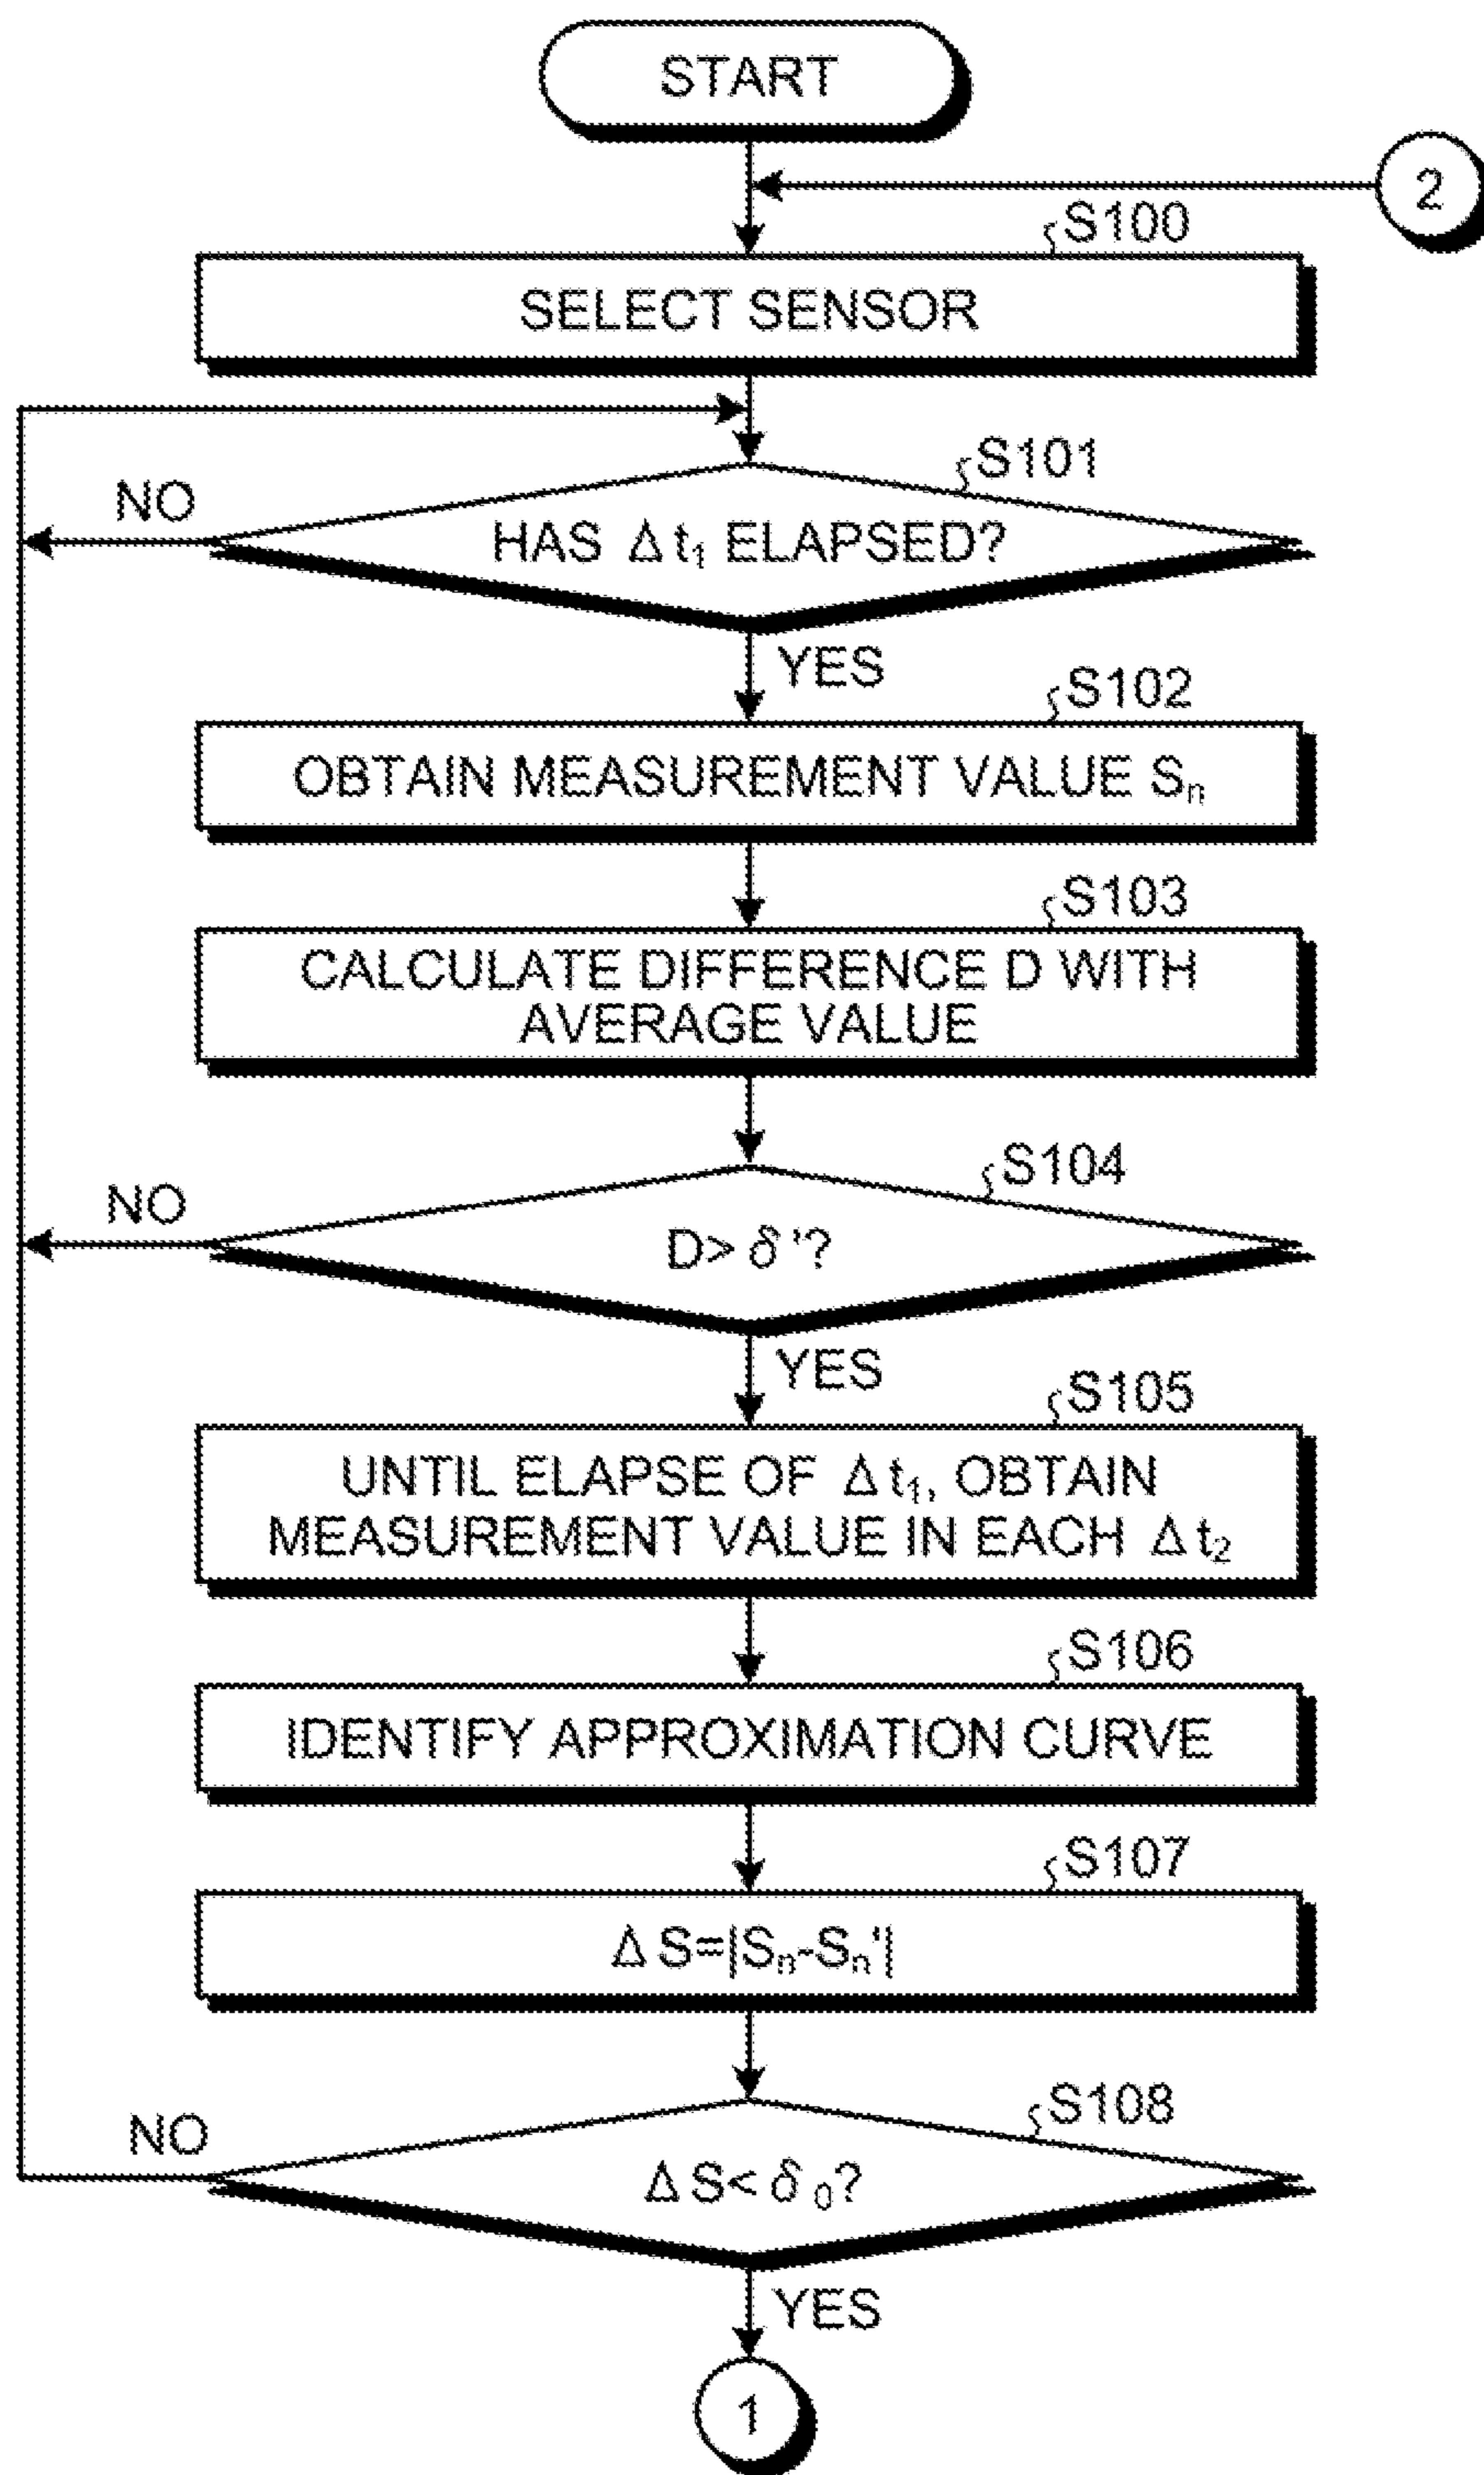 START
2
S100
SELECT SENSOR
S101
NO
HAS Δt₁ ELAPSED?
YES
S102
OBTAIN MEASUREMENT VALUE Sₙ
S103
CALCULATE DIFFERENCE D WITH
AVERAGE VALUE
S104
NO
D> δ'?
YES
S105
UNTIL ELAPSE OF Δt₁, OBTAIN
MEASUREMENT VALUE IN EACH Δt₂
S106
IDENTIFY APPROXIMATION CURVE
S107
ΔS=|Sₙ-Sₙ'|
S108
NO
ΔS< δ₀?
YES
1